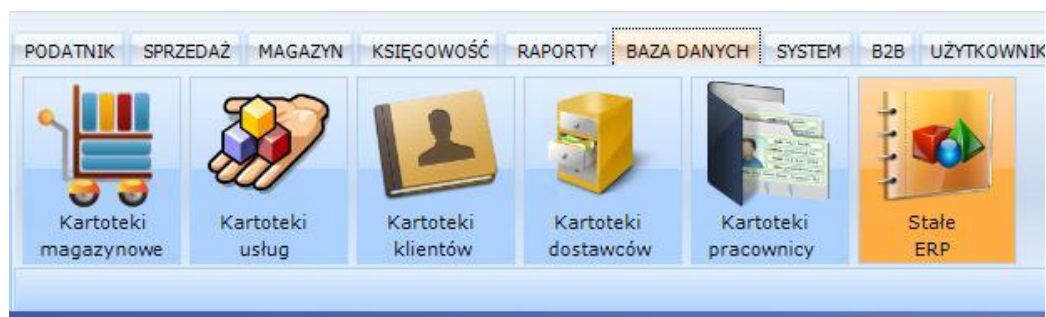 PODATNIK SPRZEDAŻ MAGAZYN KSIĘGOWOŚĆ RAPORTY BAZA DANYCH SYSTEM B2B UŻYTKOWNIK
Kartoteki magazynowe
Kartoteki usług
Kartoteki klientów
Kartoteki dostawców
Kartoteki pracownicy
Stałe ERP